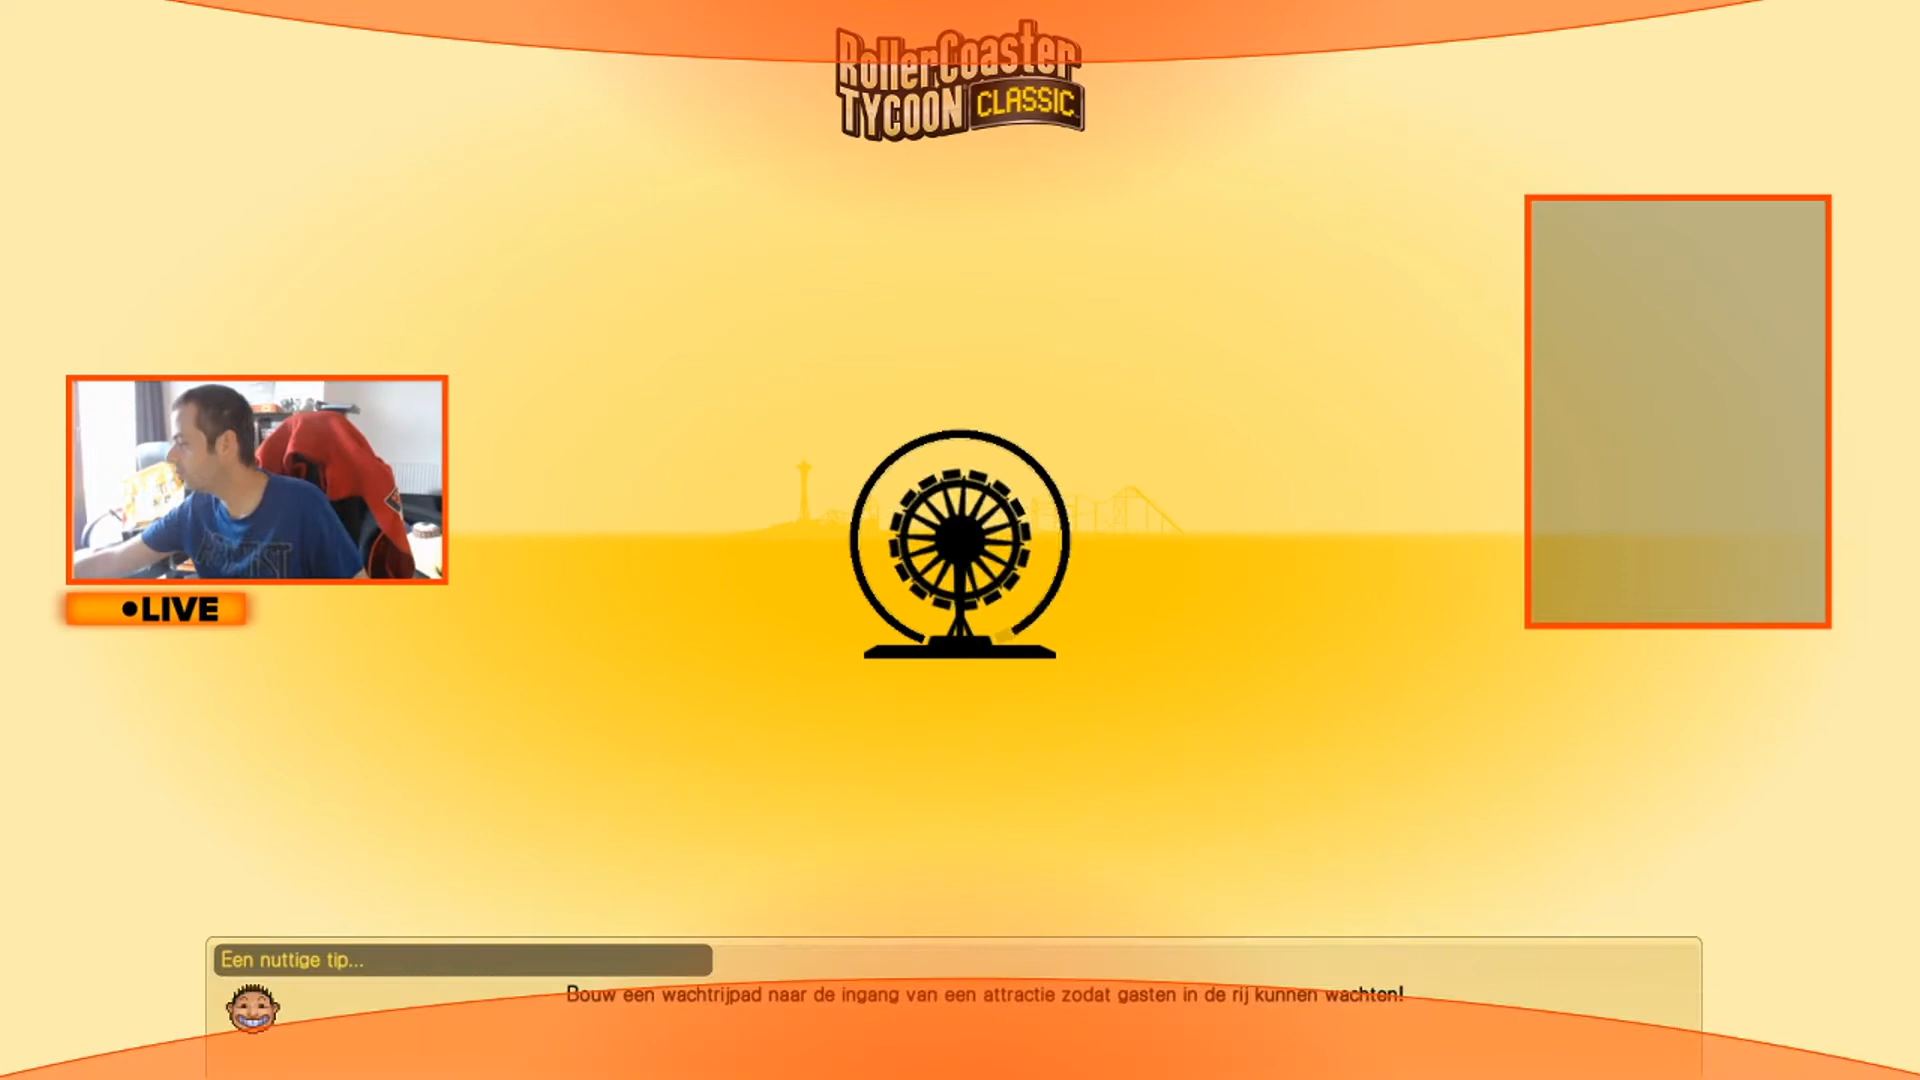 RollerCoaster
TYCOON CLASSIC
•LIVE
Een nuttige tip...
Bouw een wachtrijpad naar de ingang van een attractie zodat gasten in de rij kunnen wachten!